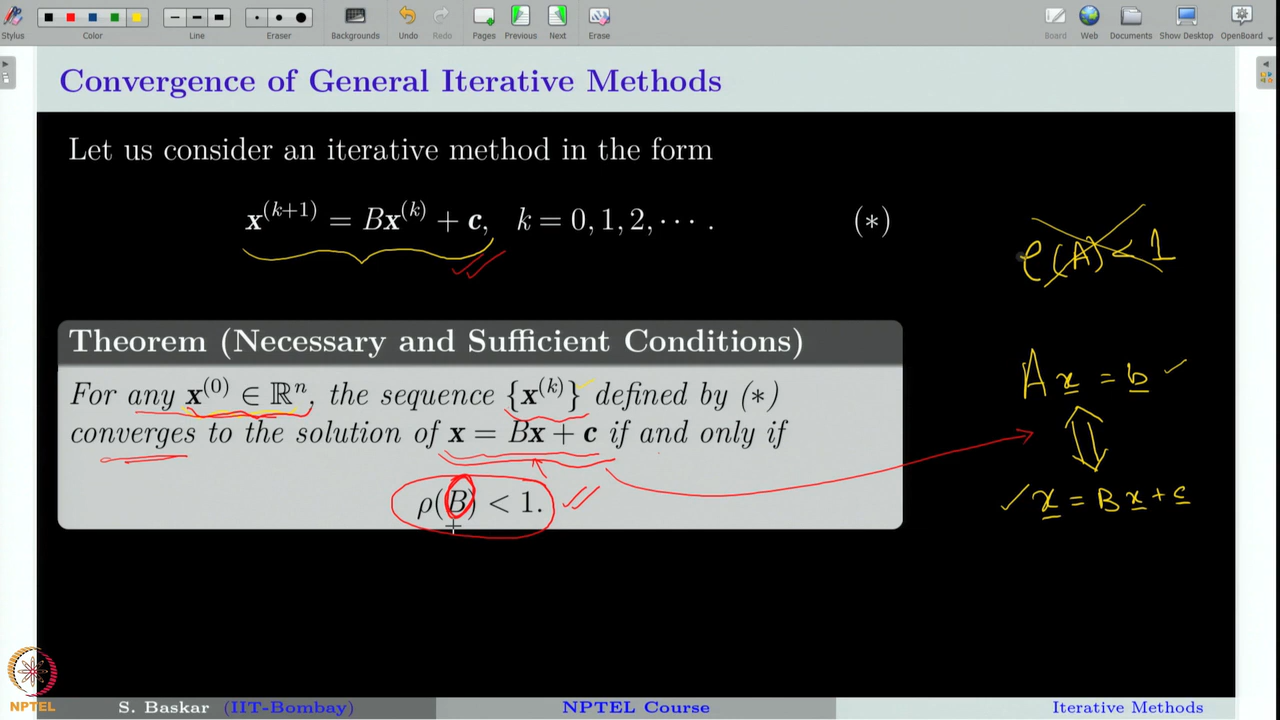 Stylus Color Line Eraser Backgrounds Undo Redo Pages Previous Next Erase Board Web Documents Show Desktop OpenBoard
Convergence of General Iterative Methods
Let us consider an iterative method in the form
x^(k+1) = Bx^(k) + c, k = 0, 1, 2, ⋯ . (∗)
ρ(A) < 1
Theorem (Necessary and Sufficient Conditions)
For any x^(0) ∈ ℝ^n, the sequence {x^(k)} defined by (∗)
converges to the solution of x = Bx + c if and only if
ρ(B) < 1.
Ax = b
x = Bx + c
NPTEL
S. Baskar (IIT-Bombay) NPTEL Course Iterative Methods